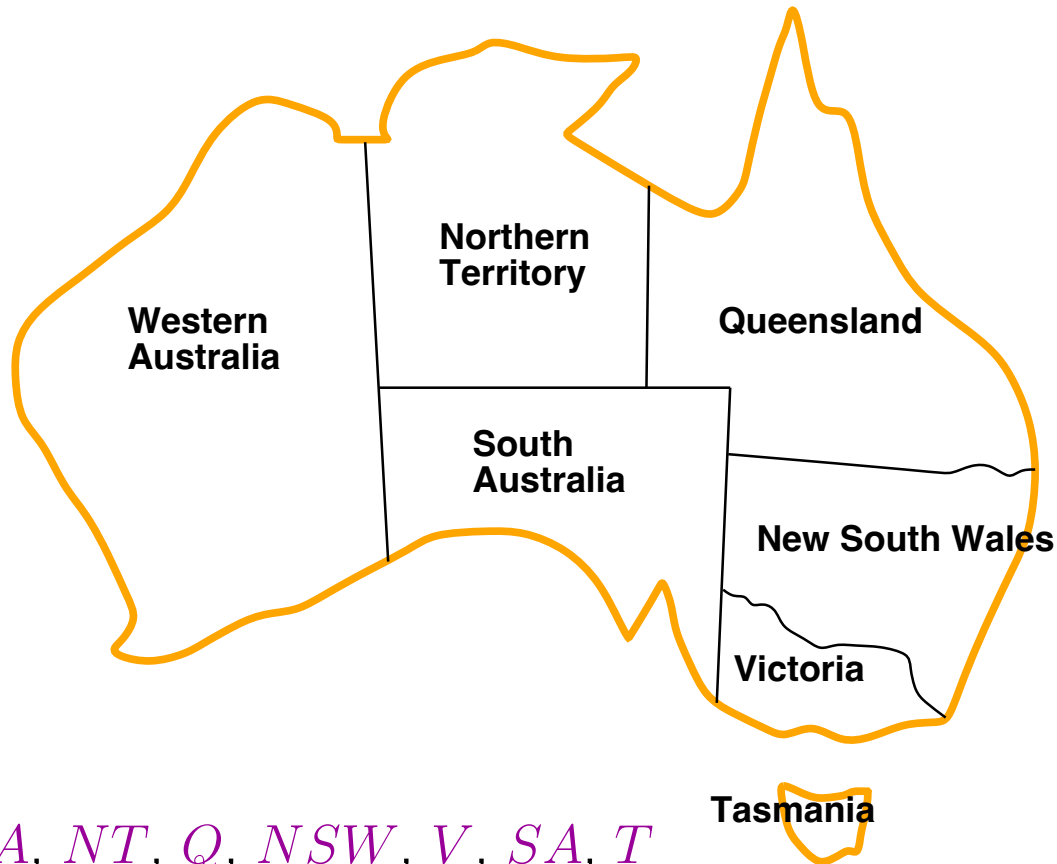 Northern
Territory
Western
Australia
Queensland
South
Australia
New South Wales
Victoria
Tasmania
A, NT, Q, NSW, V, SA, T